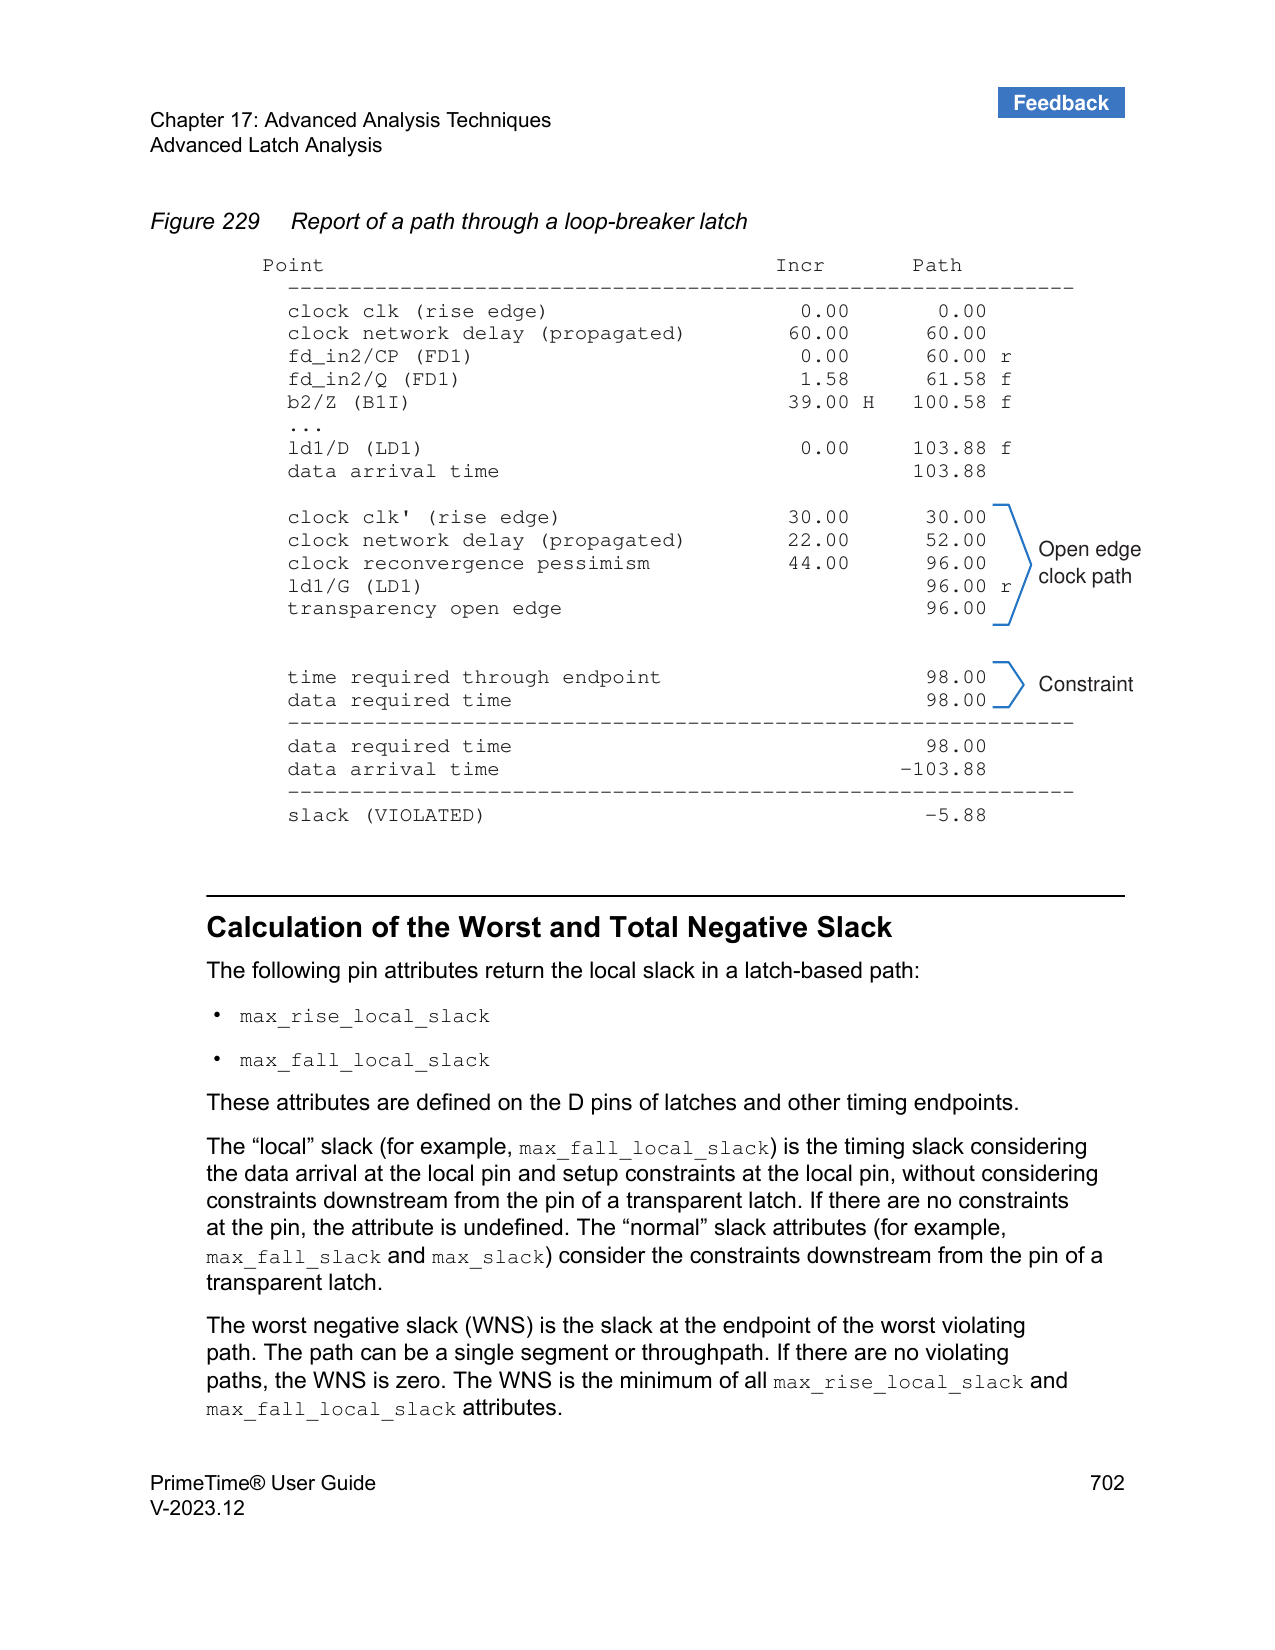 Feedback
Chapter 17: Advanced Analysis Techniques
Advanced Latch Analysis
Figure 229 Report of a path through a loop-breaker latch
Point Incr Path
---------------------------------------------------------------
clock clk (rise edge) 0.00 0.00
clock network delay (propagated) 60.00 60.00
fd_in2/CP (FD1) 0.00 60.00 r
fd_in2/Q (FD1) 1.58 61.58 f
b2/Z (B1I) 39.00 H 100.58 f
...
ld1/D (LD1) 0.00 103.88 f
data arrival time 103.88
clock clk' (rise edge) 30.00 30.00
clock network delay (propagated) 22.00 52.00
clock reconvergence pessimism 44.00 96.00
ld1/G (LD1) 96.00 r
transparency open edge 96.00
Open edge
clock path
time required through endpoint 98.00
data required time 98.00
Constraint
---------------------------------------------------------------
data required time 98.00
data arrival time -103.88
---------------------------------------------------------------
slack (VIOLATED) -5.88
Calculation of the Worst and Total Negative Slack
The following pin attributes return the local slack in a latch-based path:
• max_rise_local_slack
• max_fall_local_slack
These attributes are defined on the D pins of latches and other timing endpoints.
The “local” slack (for example, max_fall_local_slack) is the timing slack considering
the data arrival at the local pin and setup constraints at the local pin, without considering
constraints downstream from the pin of a transparent latch. If there are no constraints
at the pin, the attribute is undefined. The “normal” slack attributes (for example,
max_fall_slack and max_slack) consider the constraints downstream from the pin of a
transparent latch.
The worst negative slack (WNS) is the slack at the endpoint of the worst violating
path. The path can be a single segment or throughpath. If there are no violating
paths, the WNS is zero. The WNS is the minimum of all max_rise_local_slack and
max_fall_local_slack attributes.
PrimeTime® User Guide 702
V-2023.12